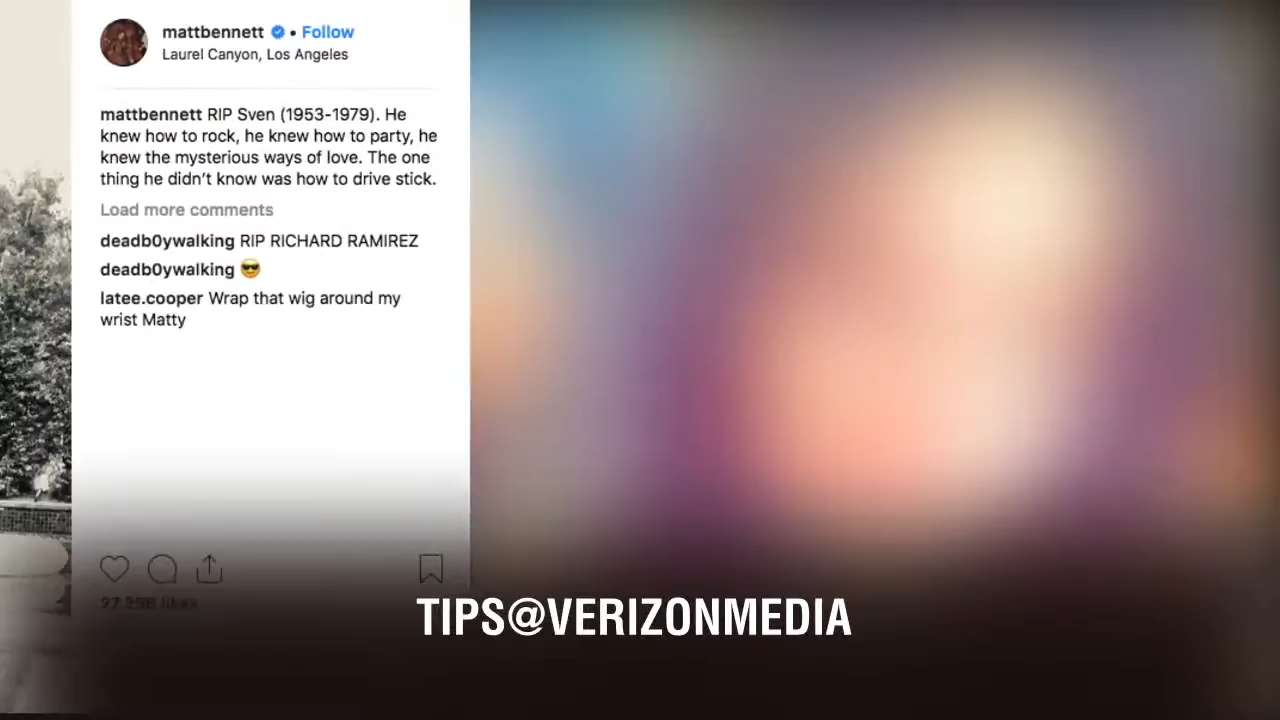 mattbennett • Follow
Laurel Canyon, Los Angeles
mattbennett RIP Sven (1953-1979). He
knew how to rock, he knew how to party, he
knew the mysterious ways of love. The one
thing he didn't know was how to drive stick.
Load more comments
deadb0ywalking RIP RICHARD RAMIREZ
deadb0ywalking 😎
latee.cooper Wrap that wig around my
wrist Matty
likes
TIPS@VERIZONMEDIA